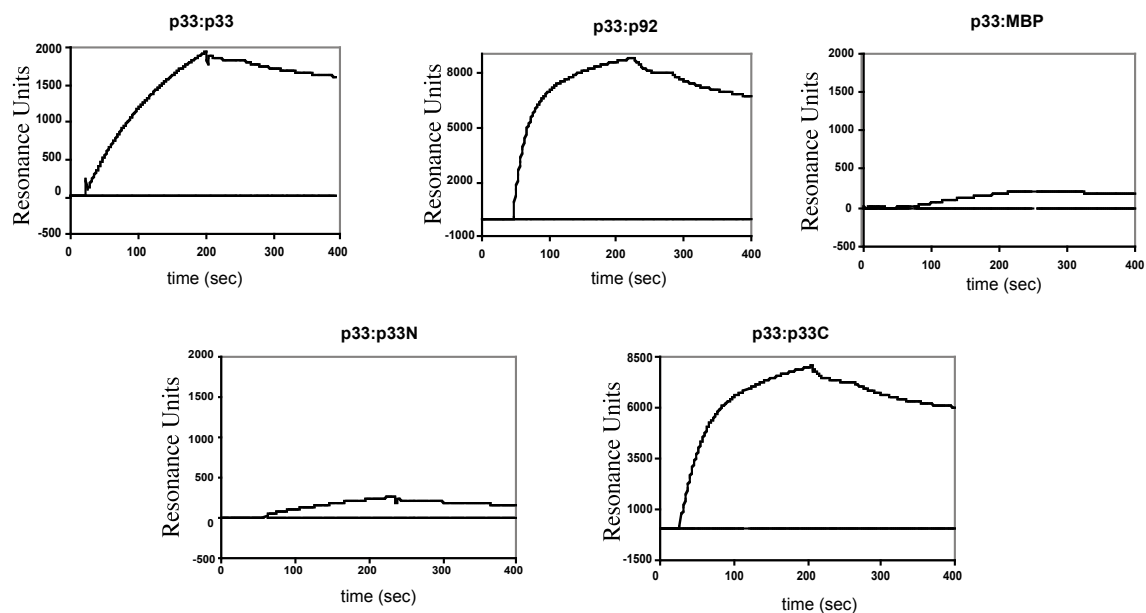 p33:p33
2000
1500
1000
500
0
-500
Resonance Units
0 100 200 300 400
time (sec)
p33:p92
8000
5000
2000
-1000
Resonance Units
0 100 200 300 400
time (sec)
p33:MBP
2000
1500
1000
500
0
-500
Resonance Units
0 100 200 300 400
time (sec)
p33:p33N
2000
1500
1000
500
0
-500
Resonance Units
0 100 200 300 400
time (sec)
p33:p33C
8500
6000
3500
1000
-1500
Resonance Units
0 100 200 300 400
time (sec)